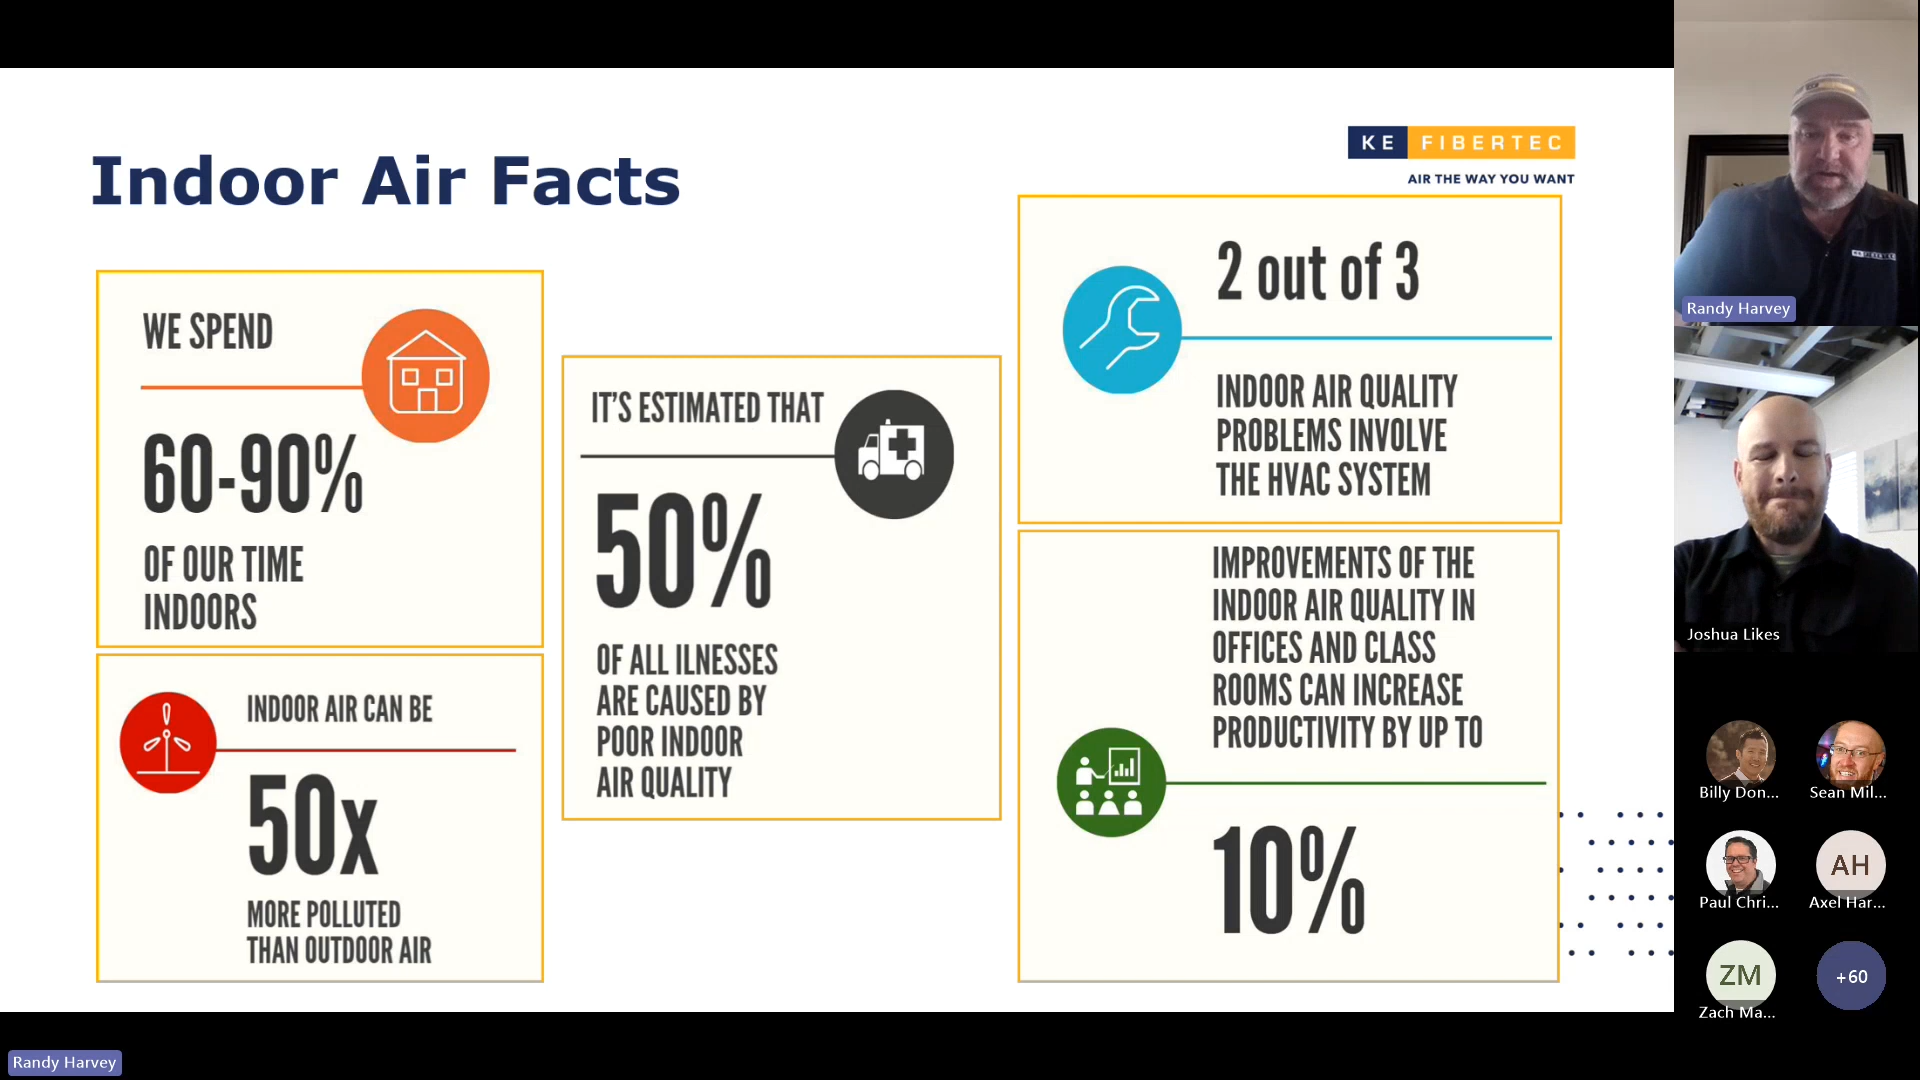 Indoor Air Facts
KE FIBERTEC
AIR THE WAY YOU WANT
WE SPEND
60-90%
OF OUR TIME
INDOORS
INDOOR AIR CAN BE
50x
MORE POLLUTED
THAN OUTDOOR AIR
IT'S ESTIMATED THAT
50%
OF ALL ILNESSES
ARE CAUSED BY
POOR INDOOR
AIR QUALITY
2 out of 3
INDOOR AIR QUALITY
PROBLEMS INVOLVE
THE HVAC SYSTEM
IMPROVEMENTS OF THE
INDOOR AIR QUALITY IN
OFFICES AND CLASS
ROOMS CAN INCREASE
PRODUCTIVITY BY UP TO
10%
Randy Harvey
Joshua Likes
Billy Don...
Sean Mil...
Paul Chri...
AH
Axel Har...
ZM
Zach Ma...
+60
Randy Harvey